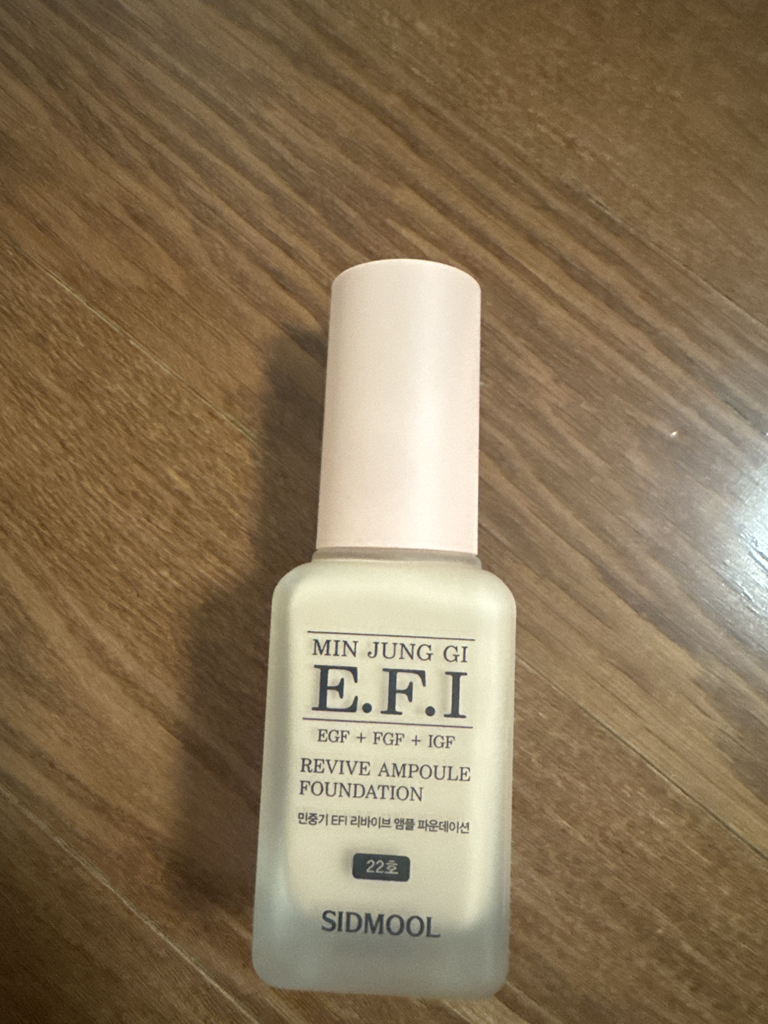 MIN JUNG GI
E.F.I
EGF + FGF + IGF
REVIVE AMPOULE
FOUNDATION
민중기 EFI 리바이브 앰플 파운데이션
22호
SIDMOOL